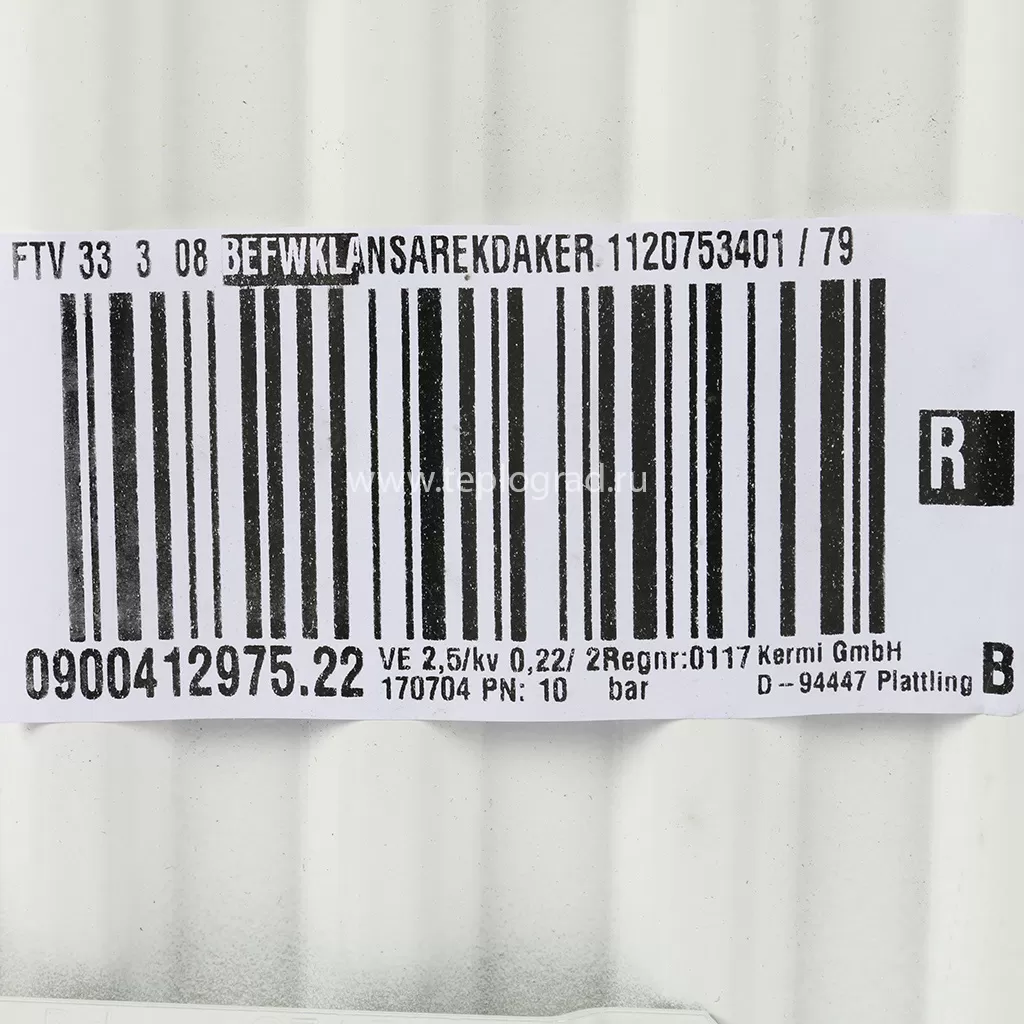 FTV 33 3 08 BEFWKLANSAREKDAKER 1120753401 / 79
R
www.teplograd.ru
0900412975.22
VE 2,5/kv 0,22/ 2Regnr:0117 Kermi GmbH
170704 PN: 10 bar D-94447 Plattling
B